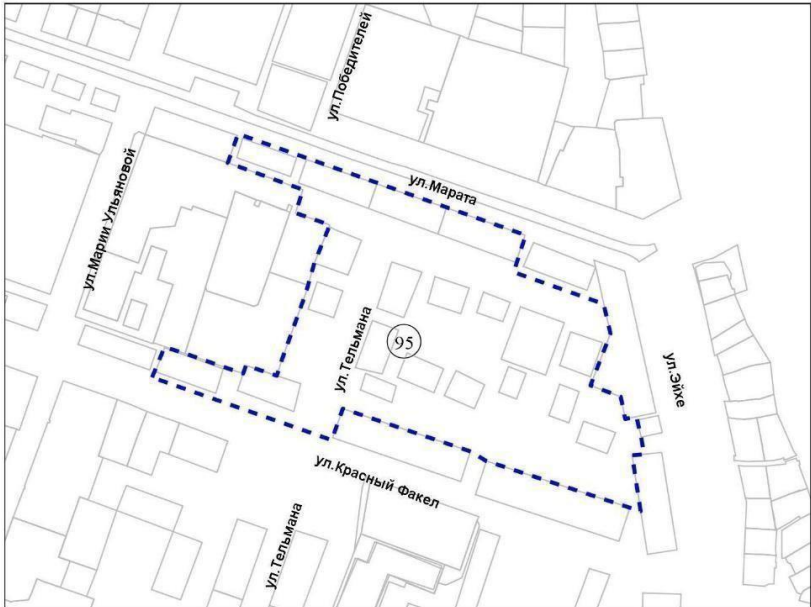 ул.Победителей
ул.Марата
ул.Марии Ульяновой
95
ул.Тельмана
ул.Эйхе
ул.Красный Факел
ул.Тельмана